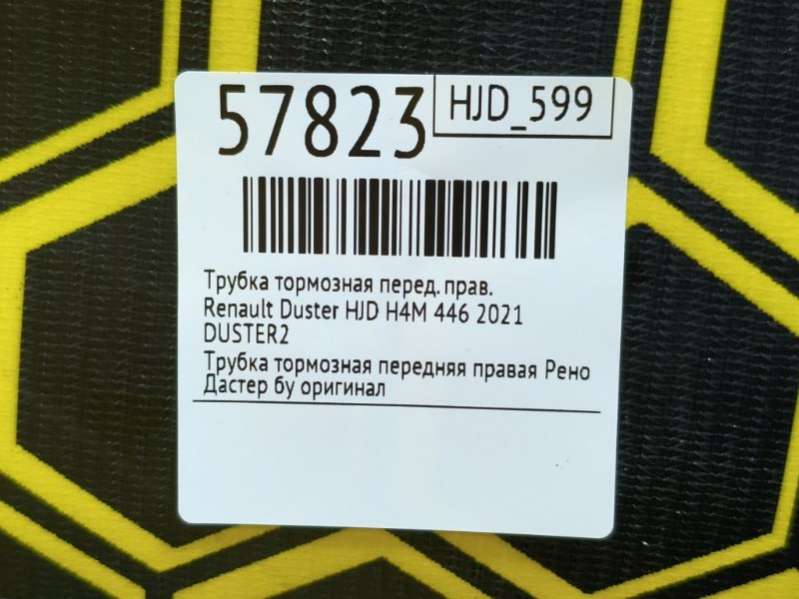 57823
HJD_599
Трубка тормозная перед. прав.
Renault Duster HJD H4M 446 2021
DUSTER2
Трубка тормозная передняя правая Рено
Дастер бу оригинал